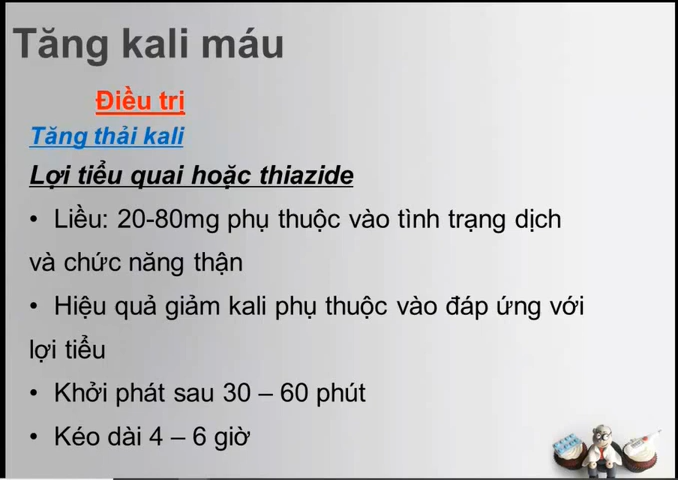 Tăng kali máu
Điều trị
Tăng thải kali
Lợi tiểu quai hoặc thiazide
• Liều: 20-80mg phụ thuộc vào tình trạng dịch
và chức năng thận
• Hiệu quả giảm kali phụ thuộc vào đáp ứng với
lợi tiểu
• Khởi phát sau 30 – 60 phút
• Kéo dài 4 – 6 giờ